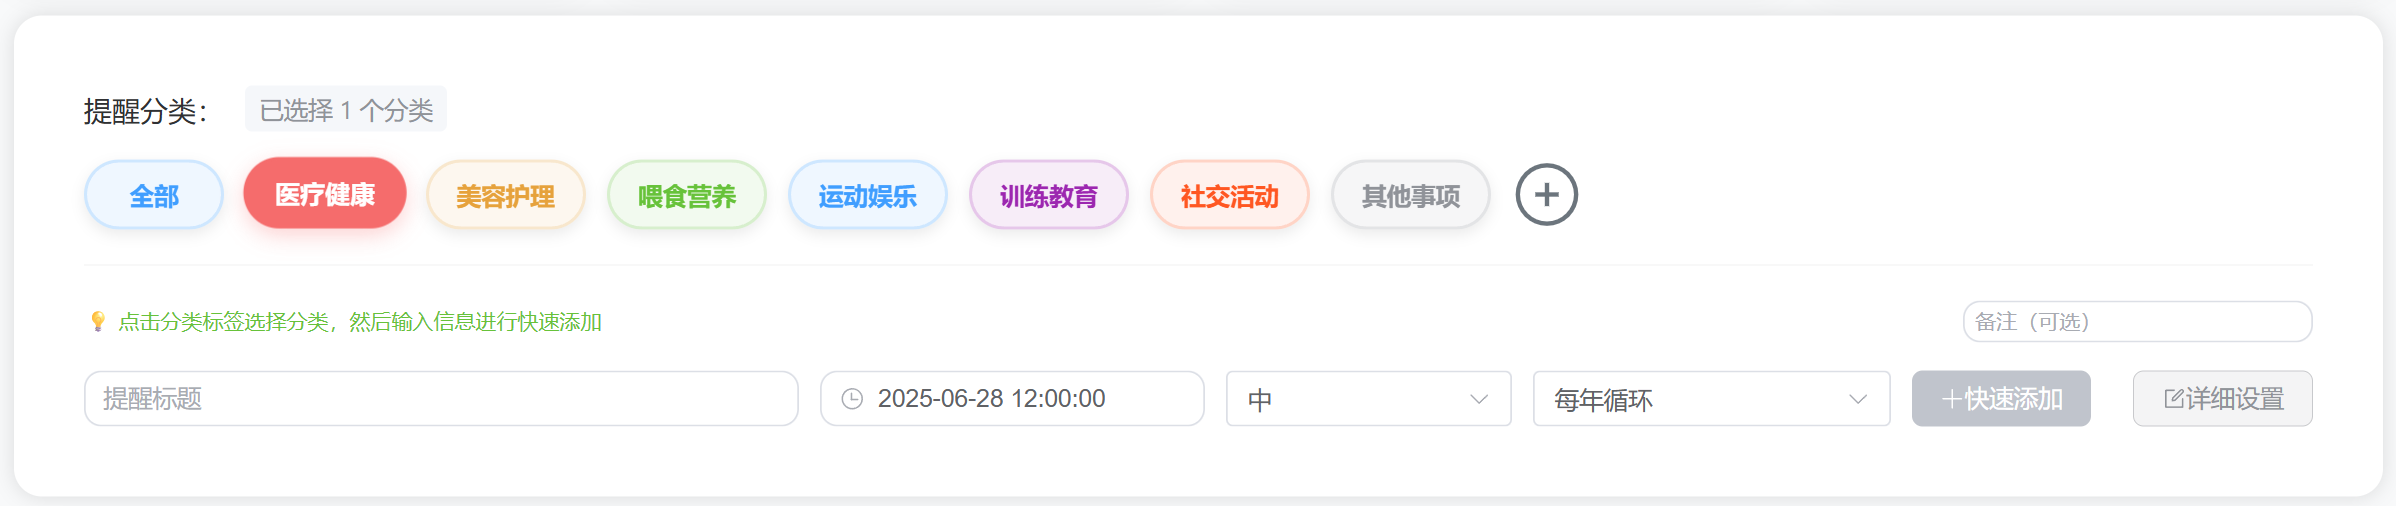 提醒分类： 已选择 1 个分类
全部 医疗健康 美容护理 喂食营养 运动娱乐 训练教育 社交活动 其他事项
点击分类标签选择分类，然后输入信息进行快速添加 备注（可选）
提醒标题 2025-06-28 12:00:00 中 每年循环 +快速添加 详细设置